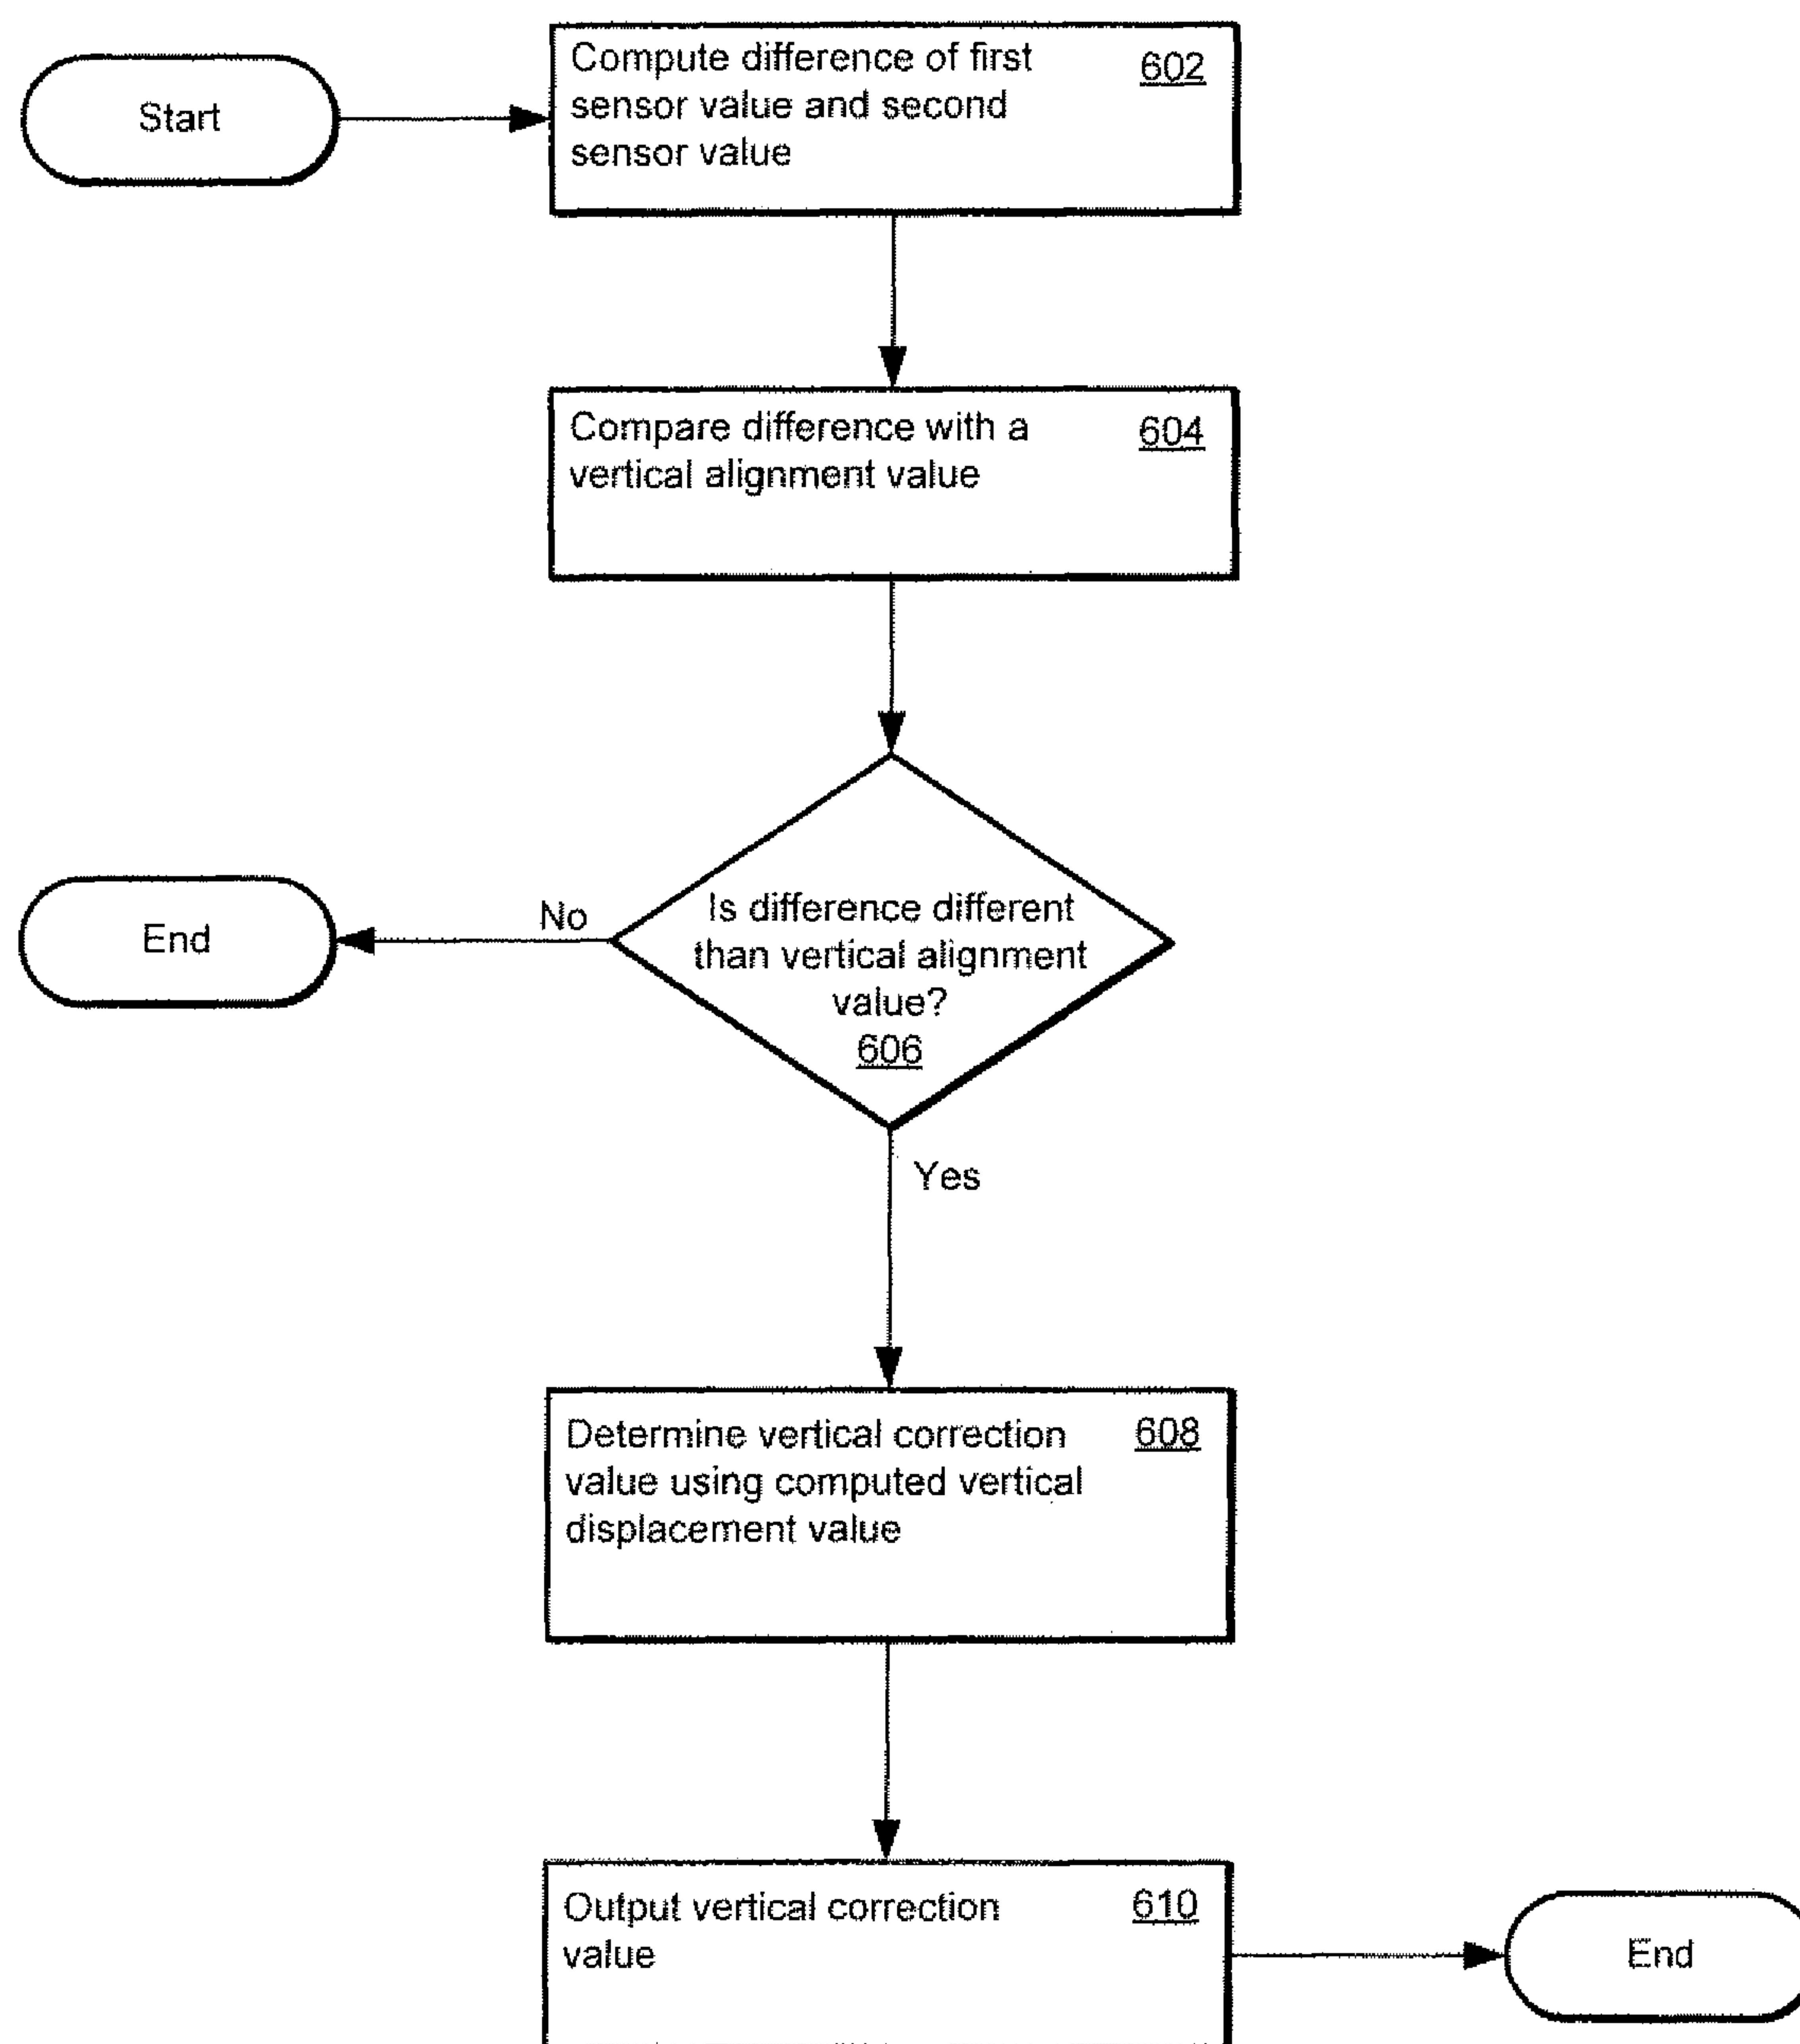 Start
Compute difference of first
sensor value and second
sensor value
602
Compare difference with a
vertical alignment value
604
Is difference different
than vertical alignment
value?
606
No
End
Yes
Determine vertical correction
value using computed vertical
displacement value
608
Output vertical correction
value
610
End